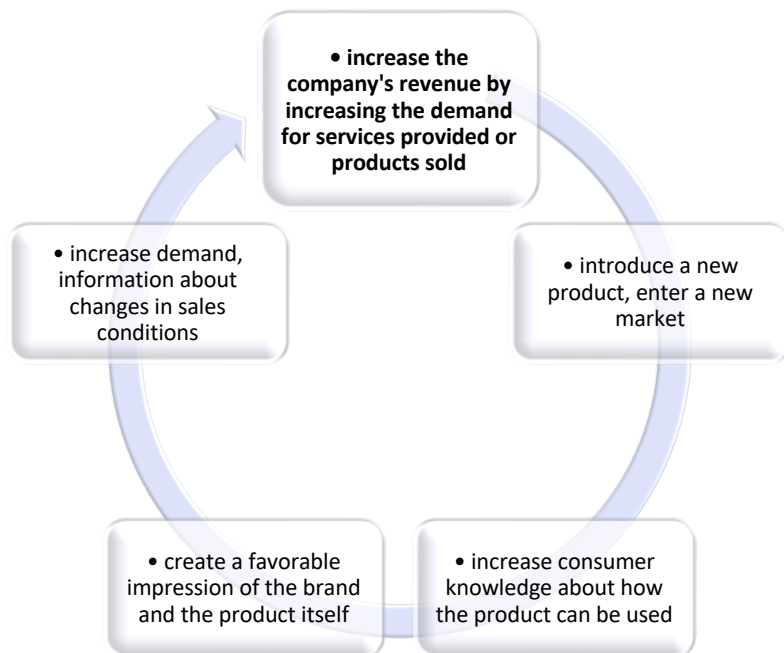 • increase the
company's revenue by
increasing the demand
for services provided or
products sold
• introduce a new
product, enter a new
market
• increase consumer
knowledge about how
the product can be used
• create a favorable
impression of the brand
and the product itself
• increase demand,
information about
changes in sales
conditions